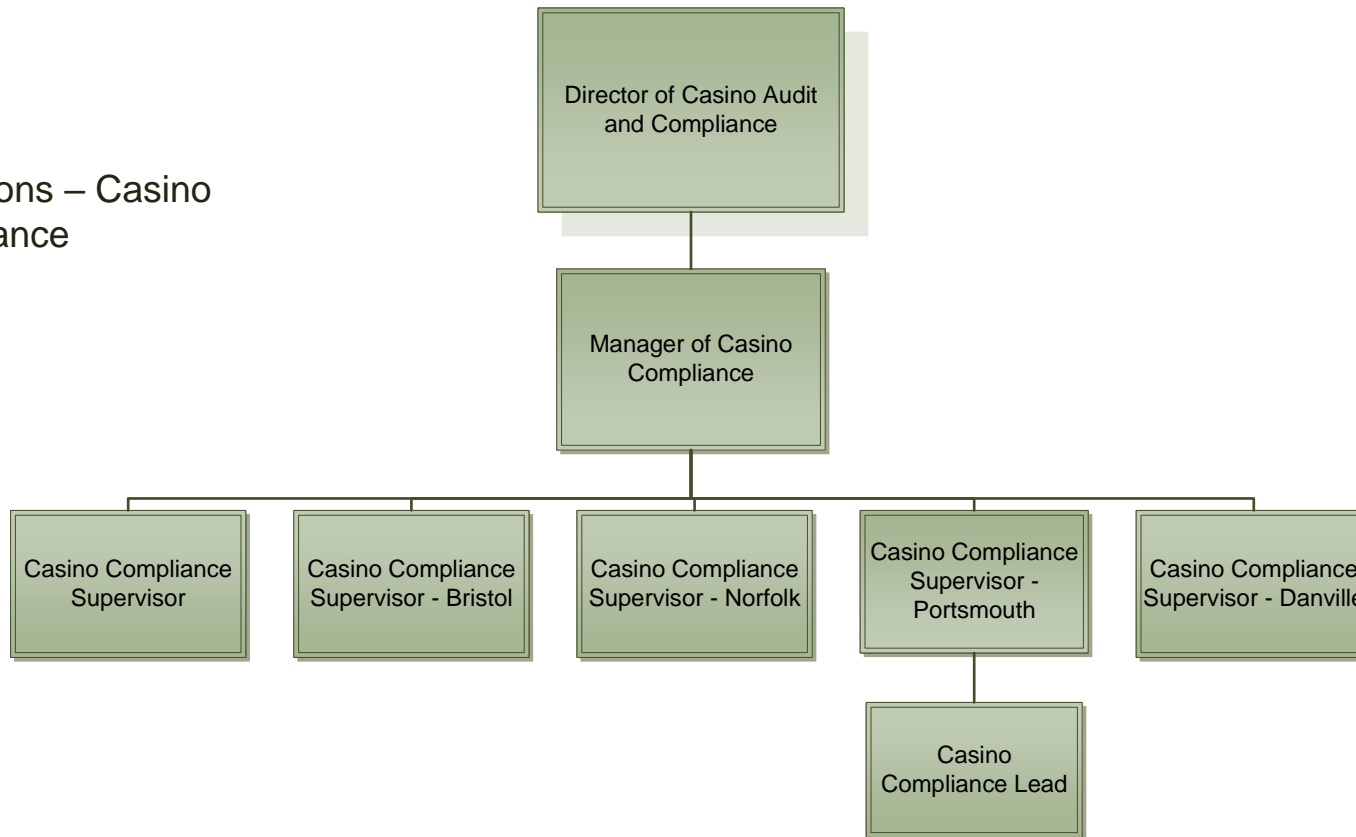 Director of Casino Audit
and Compliance
ons – Casino
ance
Manager of Casino
Compliance
Casino Compliance
Supervisor
Casino Compliance
Supervisor - Bristol
Casino Compliance
Supervisor - Norfolk
Casino Compliance
Supervisor -
Portsmouth
Casino Compliance
Supervisor - Danville
Casino
Compliance Lead